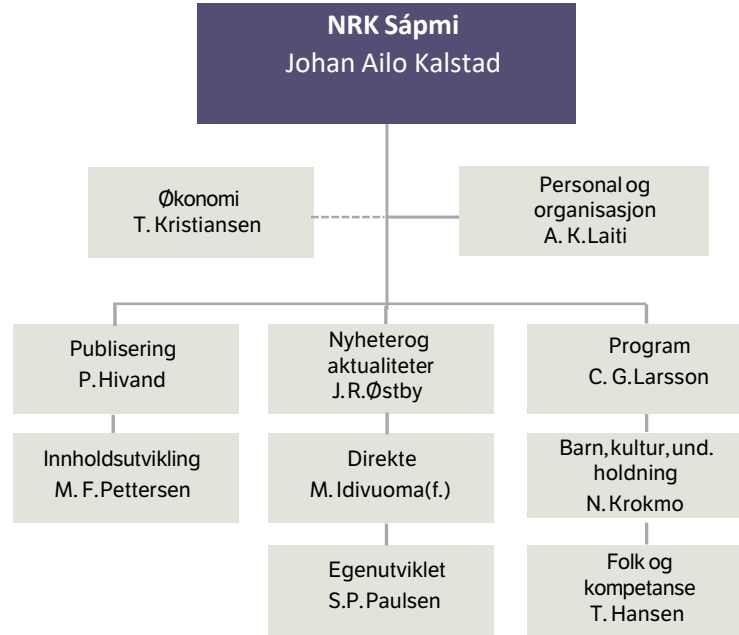 NRK Sápmi
Johan Ailo Kalstad
Økonomi
T. Kristiansen
Personal og
organisasjon
A. K. Laiti
Publisering
P. Hivand
Nyheter og
aktualiteter
J.R.Østby
Program
C. G. Larsson
Innholdsutvikling
M. F. Pettersen
Direkte
M. Idivuoma(f.)
Barn, kultur, und.
holdning
N. Krokmo
Egenutviklet
S.P. Paulsen
Folk og
kompetanse
T. Hansen